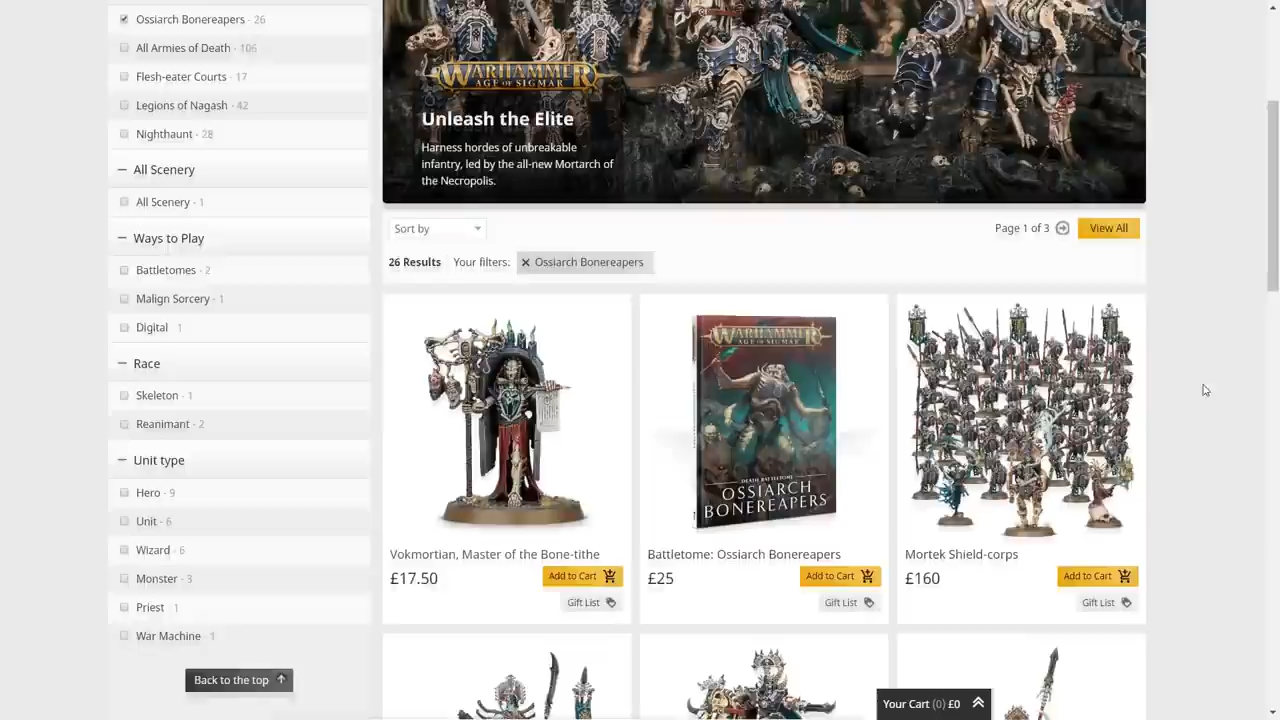 Ossiarch Bonereapers - 26
All Armies of Death - 106
Flesh-eater Courts - 17
Legions of Nagash - 42
Nighthaunt - 28
All Scenery
All Scenery - 1
Ways to Play
Battletomes - 2
Malign Sorcery - 1
Digital 1
Race
Skeleton - 1
Reanimant - 2
Unit type
Hero - 9
Unit - 6
Wizard - 6
Monster - 3
Priest - 1
War Machine - 1
Back to the top
WARHAMMER
AGE OF SIGMAR
Unleash the Elite
Harness hordes of unbreakable
infantry, led by the all-new Mortarch of
the Necropolis.
Sort by
Page 1 of 3
View All
26 Results Your filters: × Ossiarch Bonereapers
WARHAMMER
AGE OF SIGMAR
DEATH BATTLETOME
OSSIARCH
BONEREAPERS
Vokmortian, Master of the Bone-tithe
£17.50
Add to Cart
Gift List
Battletome: Ossiarch Bonereapers
£25
Add to Cart
Gift List
Mortek Shield-corps
£160
Add to Cart
Gift List
Your Cart (0) £0